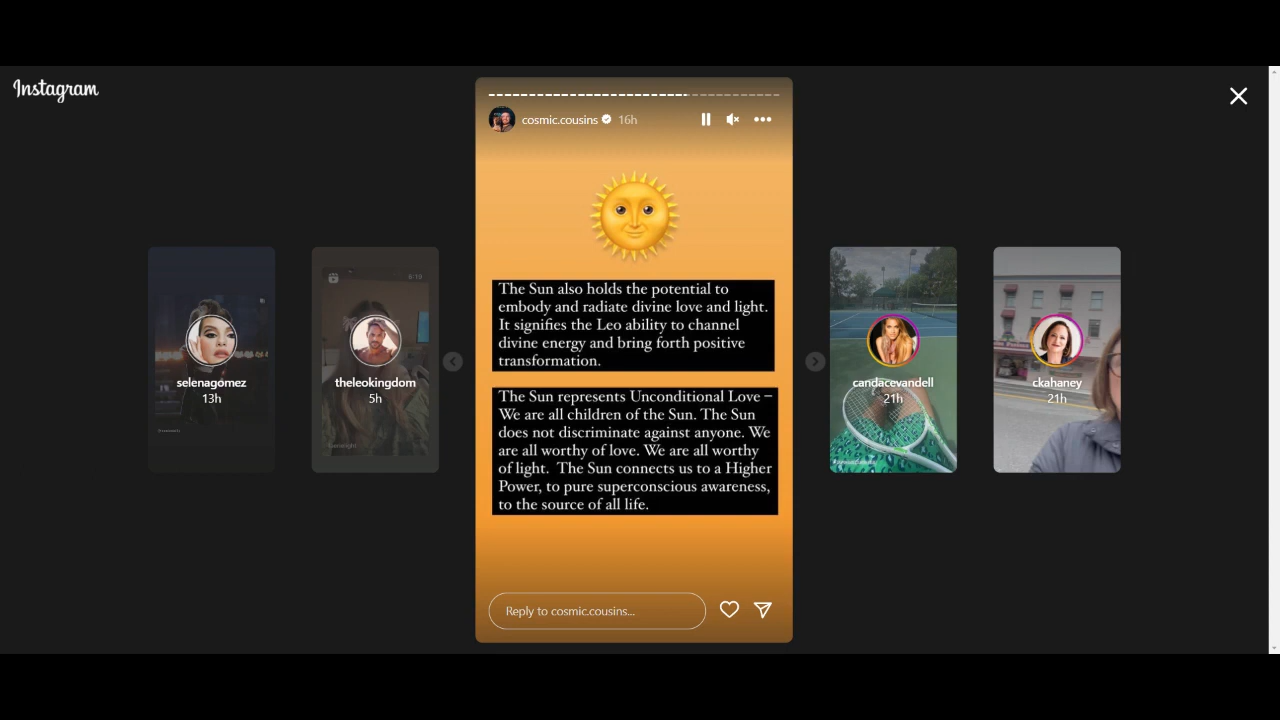 Instagram
cosmic.cousins 16h
The Sun also holds the potential to
embody and radiate divine love and light.
It signifies the Leo ability to channel
divine energy and bring forth positive
transformation.
The Sun represents Unconditional Love –
We are all children of the Sun. The Sun
does not discriminate against anyone. We
are all worthy of love. We are all worthy
of light.  The Sun connects us to a Higher
Power, to pure superconscious awareness,
to the source of all life.
Reply to cosmic.cousins...
selenagomez
13h
theleokingdom
5h
candacevandell
21h
ckahaney
21h